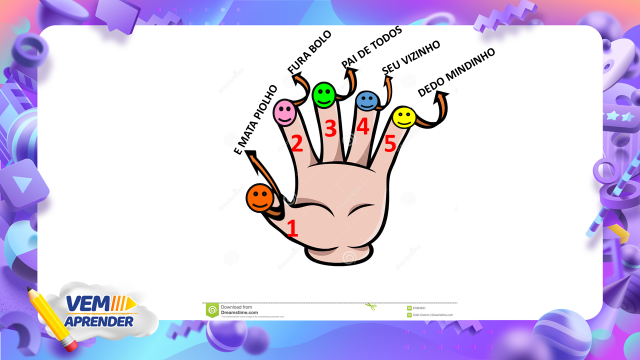 E MATA PIOLHO
FURA BOLO
PAI DE TODOS
SEU VIZINHO
DEDO MINDINHO
1
2
3
4
5
VEM
APRENDER
Download from
Dreamstime.com